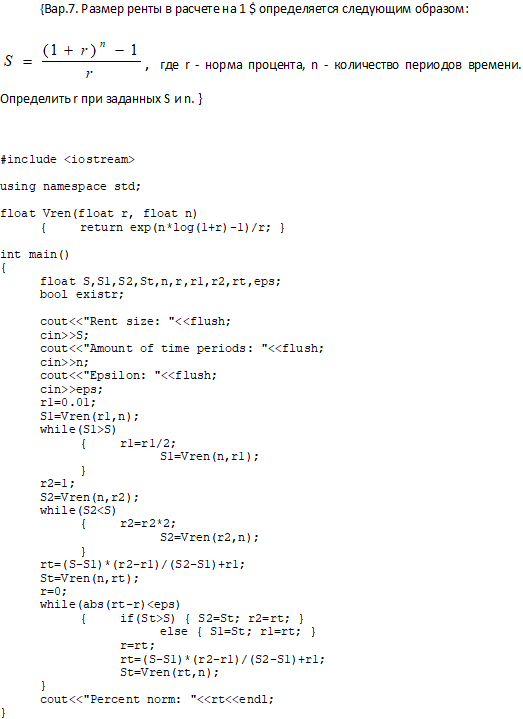 {Вар.7. Размер ренты в расчете на 1 $ определяется следующим образом:
S = ((1 + r)^n − 1) / r , где r - норма процента, n - количество периодов времени.
Определить r при заданных S и n. }
#include <iostream>
using namespace std;
float Vren(float r, float n)
{ return exp(n*log(1+r)-1)/r; }
int main()
{
float S,S1,S2,St,n,r,r1,r2,rt,eps;
bool existr;
cout<<"Rent size: "<<flush;
cin>>S;
cout<<"Amount of time periods: "<<flush;
cin>>n;
cout<<"Epsilon: "<<flush;
cin>>eps;
r1=0.01;
S1=Vren(r1,n);
while(S1>S)
{ r1=r1/2;
S1=Vren(n,r1);
}
r2=1;
S2=Vren(n,r2);
while(S2<S)
{ r2=r2*2;
S2=Vren(r2,n);
}
rt=(S-S1)*(r2-r1)/(S2-S1)+r1;
St=Vren(n,rt);
r=0;
while(abs(rt-r)<eps)
{ if(St>S) { S2=St; r2=rt; }
else { S1=St; r1=rt; }
r=rt;
rt=(S-S1)*(r2-r1)/(S2-S1)+r1;
St=Vren(rt,n);
}
cout<<"Percent norm: "<<rt<<endl;
}